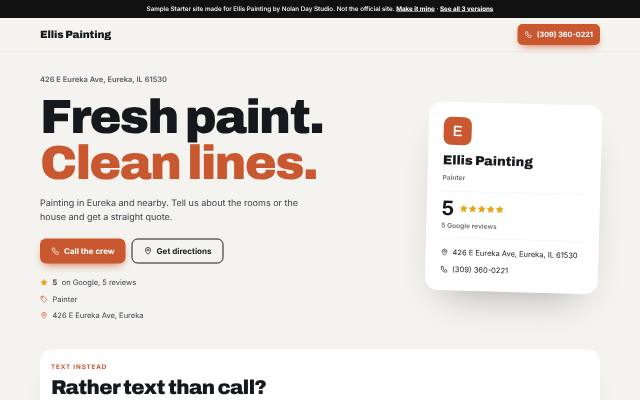 Sample Starter site made for Ellis Painting by Nolan Day Studio. Not the official site. Make it mine · See all 3 versions
Ellis Painting
(309) 360-0221
426 E Eureka Ave, Eureka, IL 61530
Fresh paint.
Clean lines.
Painting in Eureka and nearby. Tell us about the rooms or the
house and get a straight quote.
Call the crew
Get directions
5 on Google, 5 reviews
Painter
426 E Eureka Ave, Eureka
E
Ellis Painting
Painter
5
5 Google reviews
426 E Eureka Ave, Eureka, IL 61530
(309) 360-0221
TEXT INSTEAD
Rather text than call?